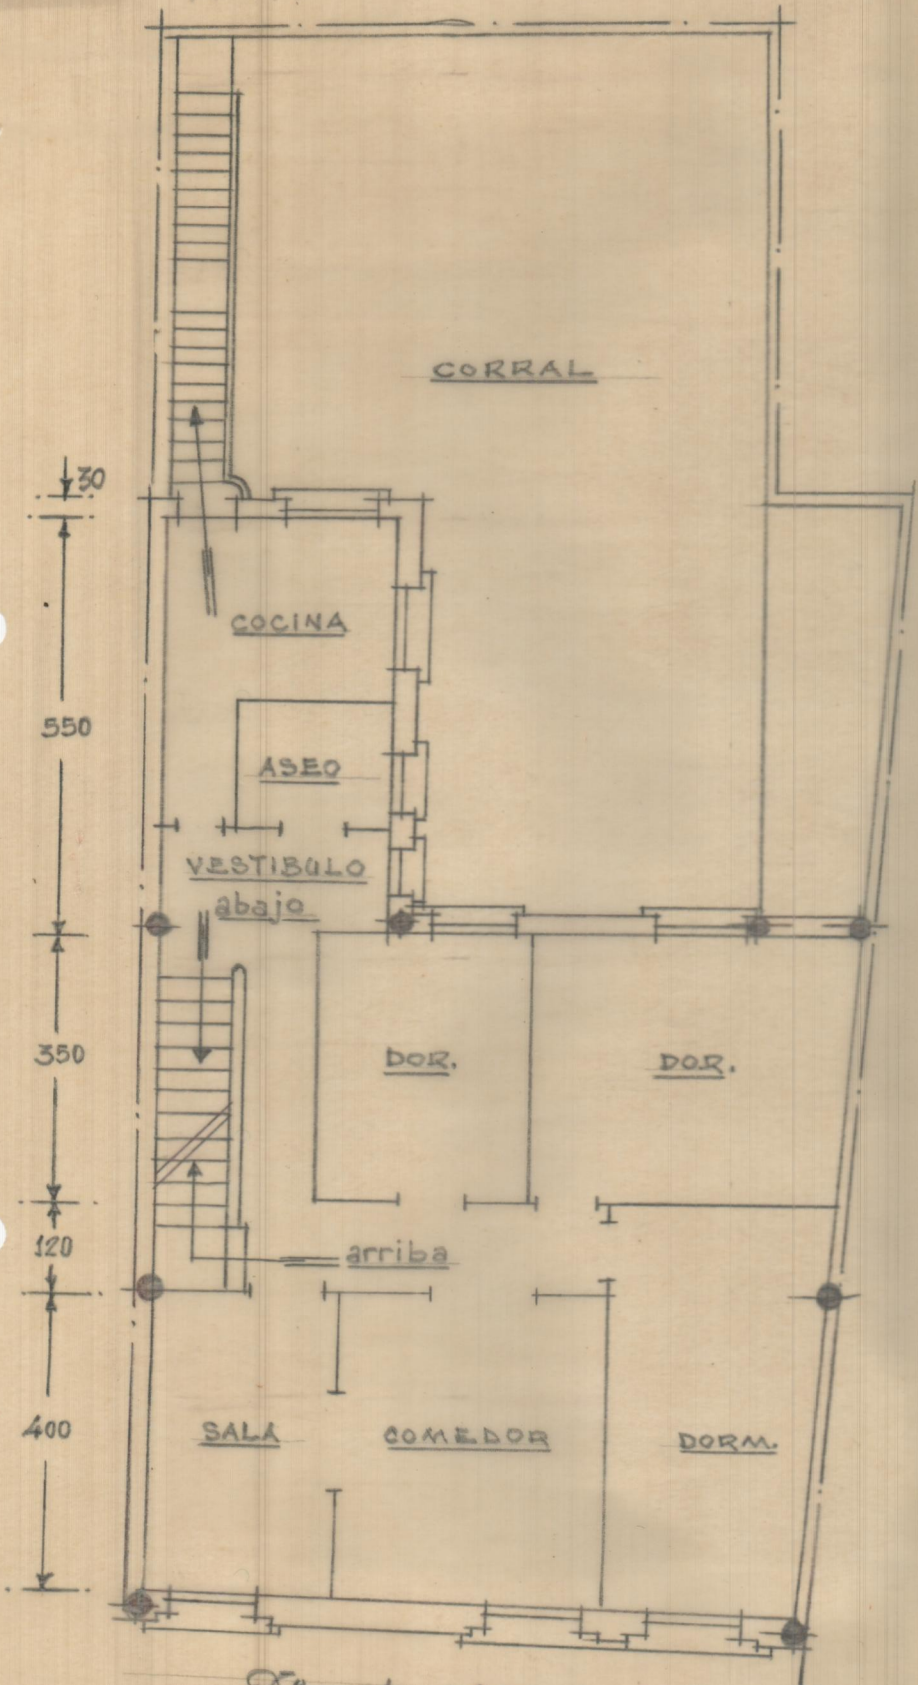 CORRAL
30
COCINA
550
ASEO
VESTIBULO
abajo
350
DOR.
DOR.
120
arriba
400
SALA
COMEDOR
DORM.